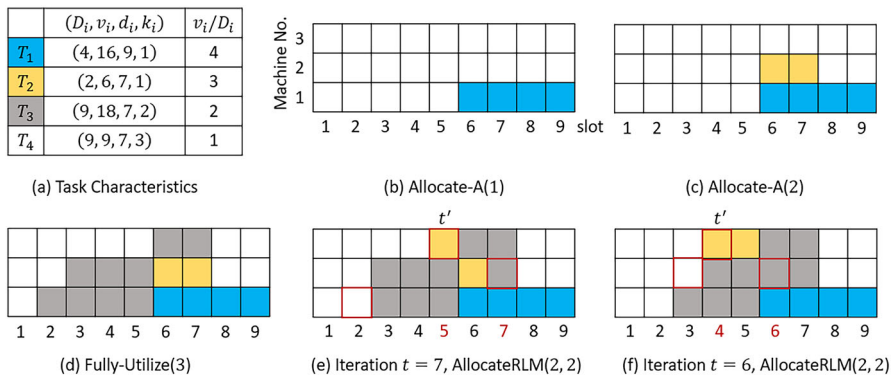 (D_i, v_i, d_i, k_i) v_i/D_i
T_1 (4, 16, 9, 1) 4
T_2 (2, 6, 7, 1) 3
T_3 (9, 18, 7, 2) 2
T_4 (9, 9, 7, 3) 1
(a) Task Characteristics
Machine No.
3
2
1
1 2 3 4 5 6 7 8 9 slot
(b) Allocate-A(1)
1 2 3 4 5 6 7 8 9
(c) Allocate-A(2)
1 2 3 4 5 6 7 8 9
(d) Fully-Utilize(3)
t′
1 2 3 4 5 6 7 8 9
(e) Iteration t = 7, AllocateRLM(2, 2)
t′
1 2 3 4 5 6 7 8 9
(f) Iteration t = 6, AllocateRLM(2, 2)